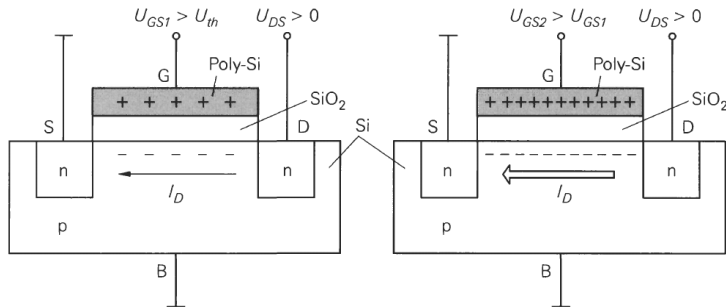 U_GS1 > U_th U_DS > 0
G
Poly-Si
+ + + + +
SiO₂
S D
n − − − − n
I_D
p
B
Si
U_GS2 > U_GS1 U_DS > 0
G
Poly-Si
+ + + + + + + + + + +
SiO₂
S D
n − − − − − − − − − − − − − n
I_D
p
B